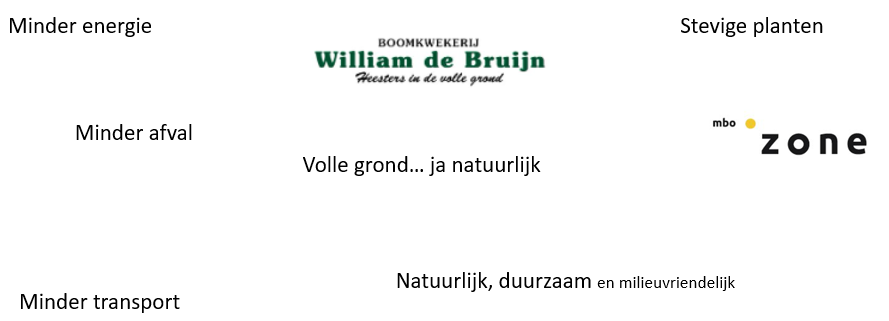 Minder energie
Stevige planten
BOOMKWEKERIJ
William de Bruijn
Heesters in de volle grond
mbo
zone
Minder afval
Volle grond... ja natuurlijk
Natuurlijk, duurzaam en milieuvriendelijk
Minder transport